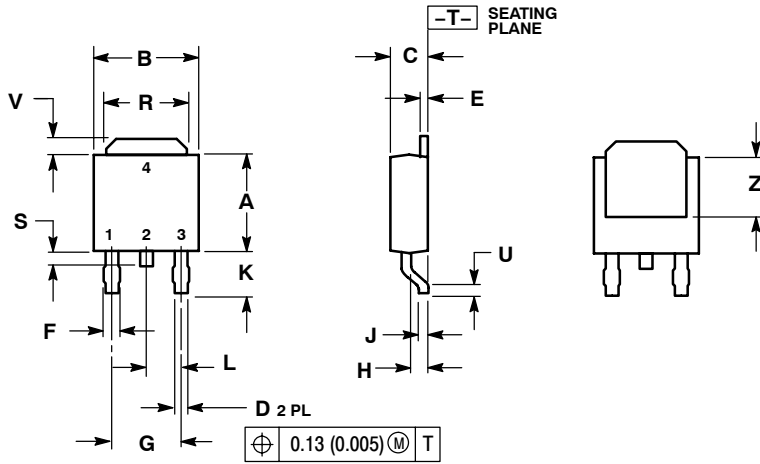 –T– SEATING
PLANE
B
C
V
R
E
4
S
A
Z
1 2 3
K
U
F
J
L
H
D 2 PL
G
⌖ 0.13 (0.005) Ⓜ T